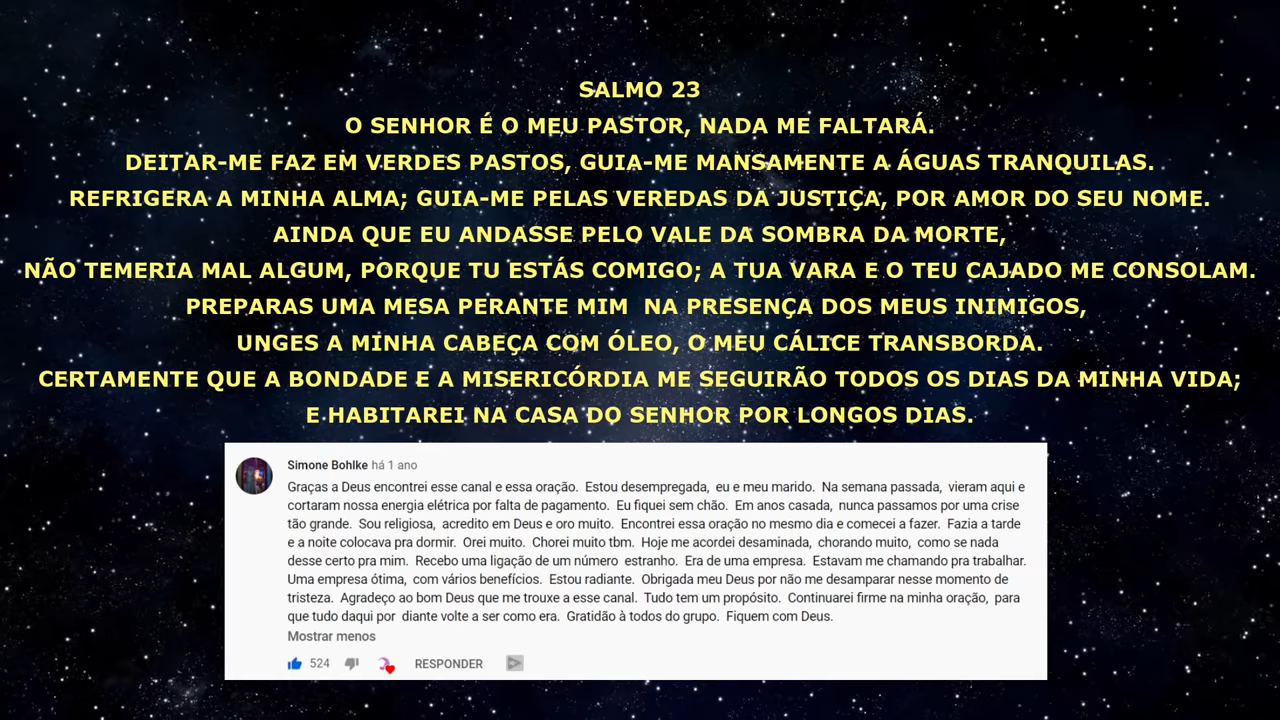 SALMO 23
O SENHOR É O MEU PASTOR, NADA ME FALTARÁ.
DEITAR-ME FAZ EM VERDES PASTOS, GUIA-ME MANSAMENTE A ÁGUAS TRANQUILAS.
REFRIGERA A MINHA ALMA; GUIA-ME PELAS VEREDAS DA JUSTIÇA, POR AMOR DO SEU NOME.
AINDA QUE EU ANDASSE PELO VALE DA SOMBRA DA MORTE,
NÃO TEMERIA MAL ALGUM, PORQUE TU ESTÁS COMIGO; A TUA VARA E O TEU CAJADO ME CONSOLAM.
PREPARAS UMA MESA PERANTE MIM  NA PRESENÇA DOS MEUS INIMIGOS,
UNGES A MINHA CABEÇA COM ÓLEO, O MEU CÁLICE TRANSBORDA.
CERTAMENTE QUE A BONDADE E A MISERICÓRDIA ME SEGUIRÃO TODOS OS DIAS DA MINHA VIDA;
E HABITAREI NA CASA DO SENHOR POR LONGOS DIAS.
Simone Bohlke há 1 ano
Graças a Deus encontrei esse canal e essa oração.  Estou desempregada,  eu e meu marido.  Na semana passada,  vieram aqui e
cortaram nossa energia elétrica por falta de pagamento.  Eu fiquei sem chão.  Em anos casada,  nunca passamos por uma crise
tão grande.  Sou religiosa,  acredito em Deus e oro muito.  Encontrei essa oração no mesmo dia e comecei a fazer.  Fazia a tarde
e a noite colocava pra dormir.  Orei muito.  Chorei muito tbm.  Hoje me acordei desaminada,  chorando muito,  como se nada
desse certo pra mim.  Recebo uma ligação de um número  estranho.  Era de uma empresa.  Estavam me chamando pra trabalhar.
Uma empresa ótima,  com vários benefícios.  Estou radiante.  Obrigada meu Deus por não me desamparar nesse momento de
tristeza.  Agradeço ao bom Deus que me trouxe a esse canal.  Tudo tem um propósito.  Continuarei firme na minha oração,  para
que tudo daqui por  diante volte a ser como era.  Gratidão à todos do grupo.  Fiquem com Deus.
Mostrar menos
524 RESPONDER